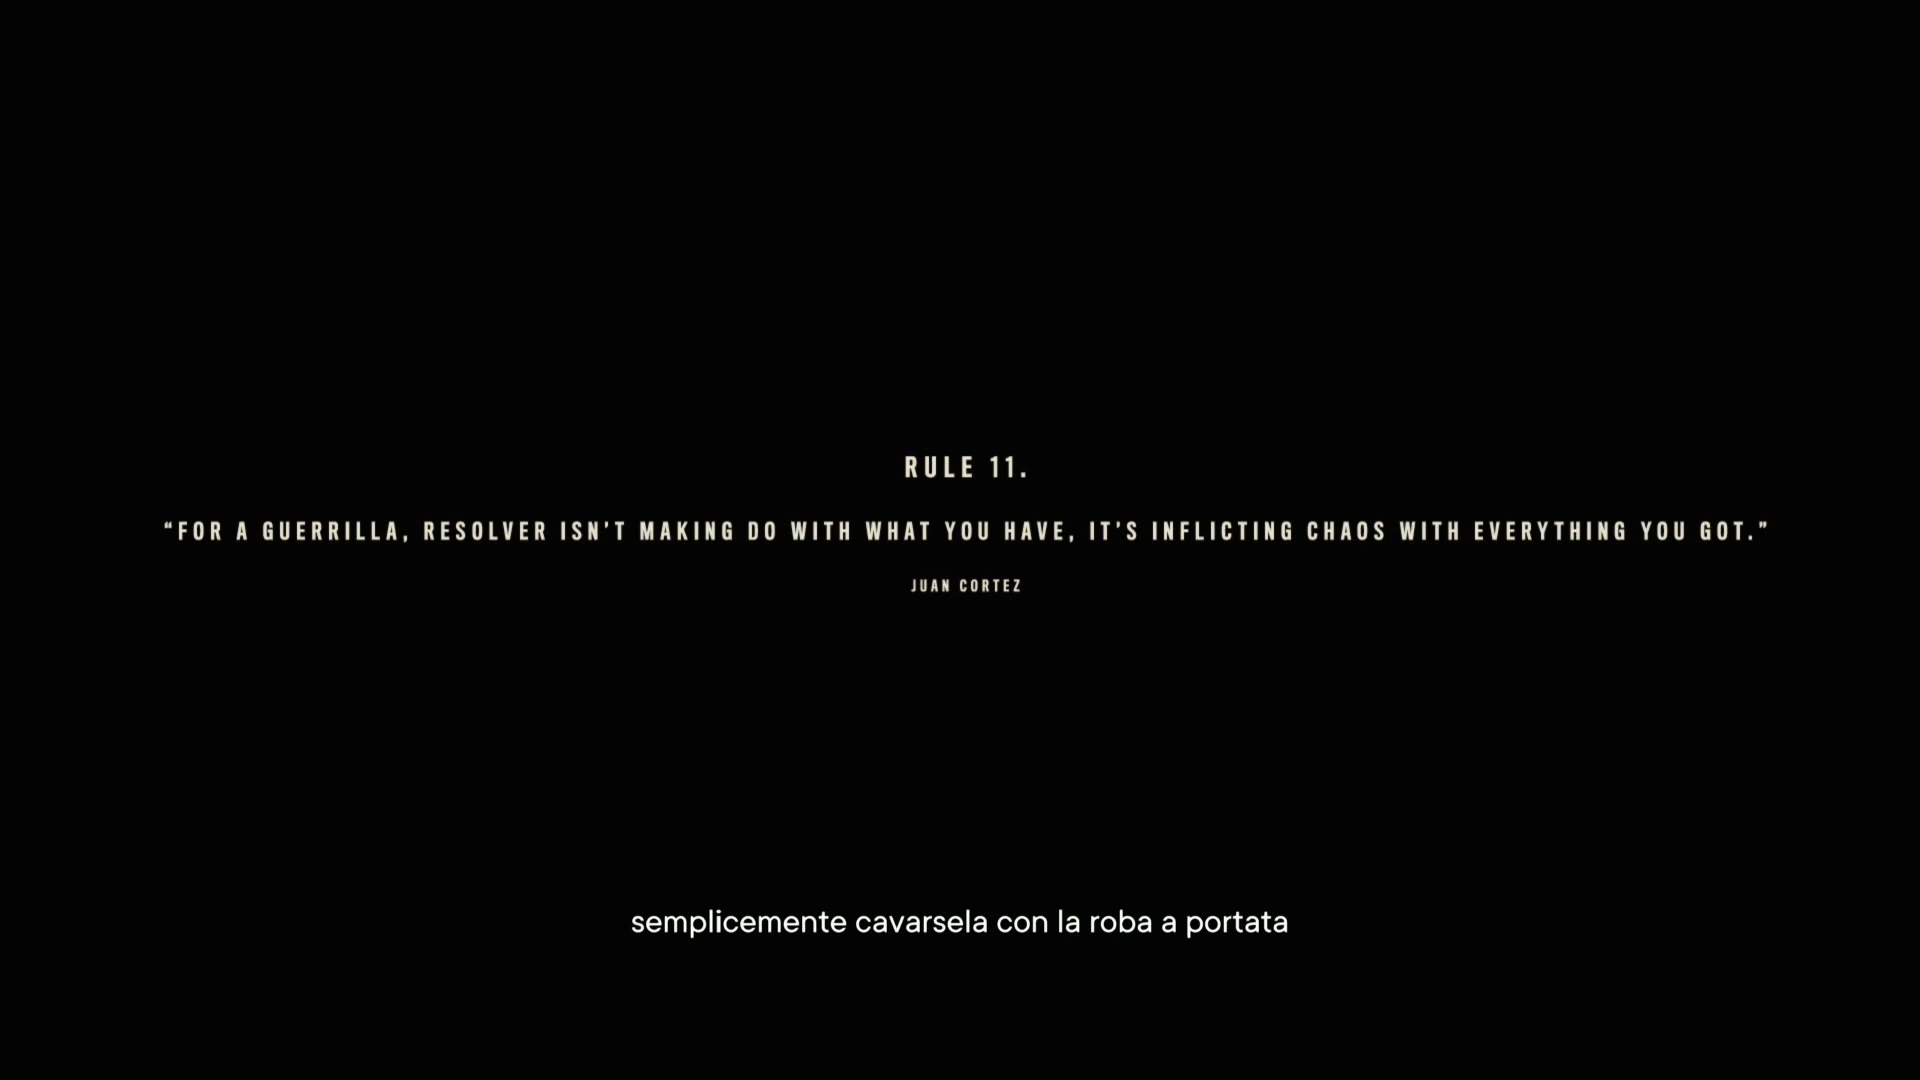 RULE 11.
“FOR A GUERRILLA, RESOLVER ISN’T MAKING DO WITH WHAT YOU HAVE, IT’S INFLICTING CHAOS WITH EVERYTHING YOU GOT.”
JUAN CORTEZ
semplicemente cavarsela con la roba a portata